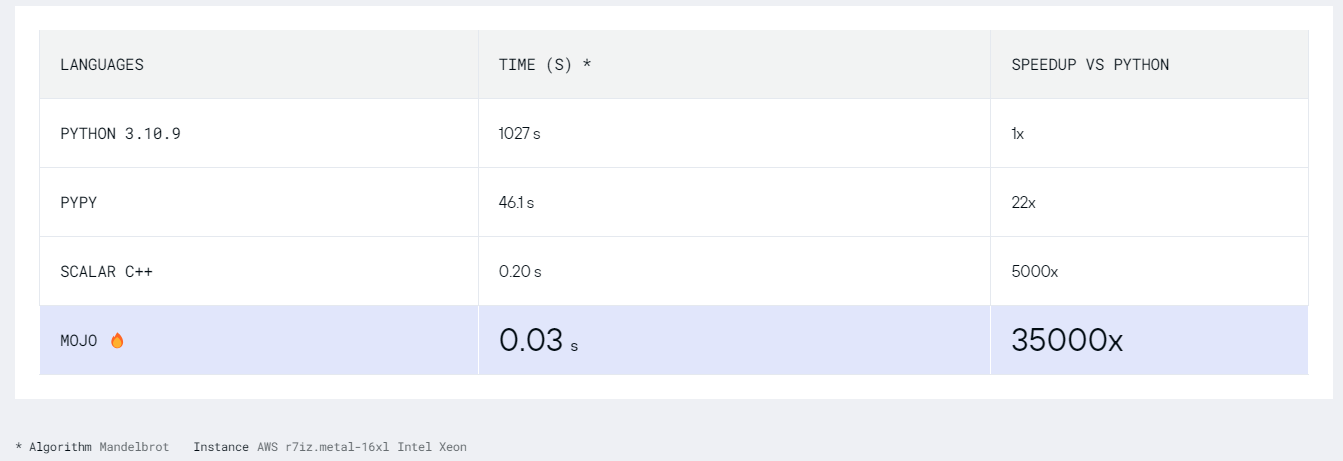 LANGUAGES TIME (S) * SPEEDUP VS PYTHON
PYTHON 3.10.9 1027 s 1x
PYPY 46.1 s 22x
SCALAR C++ 0.20 s 5000x
MOJO 🔥 0.03 s 35000x
* Algorithm Mandelbrot Instance AWS r7iz.metal-16xl Intel Xeon